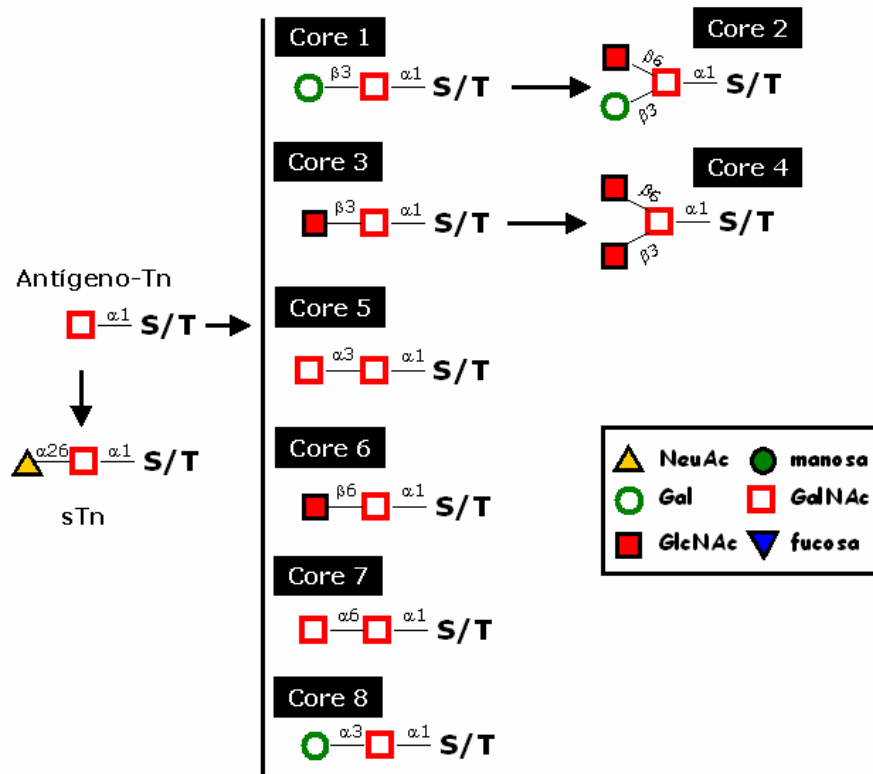 Core 1
β3 α1 S/T
Core 2
β6 α1 S/T
β3
Core 3
β3 α1 S/T
Core 4
β6 α1 S/T
β3
Antígeno-Tn
α1 S/T
α26 α1 S/T
sTn
Core 5
α3 α1 S/T
Core 6
β6 α1 S/T
Core 7
α6 α1 S/T
Core 8
α3 α1 S/T
NeuAc manosa
Gal GalNAc
GlcNAc fucosa